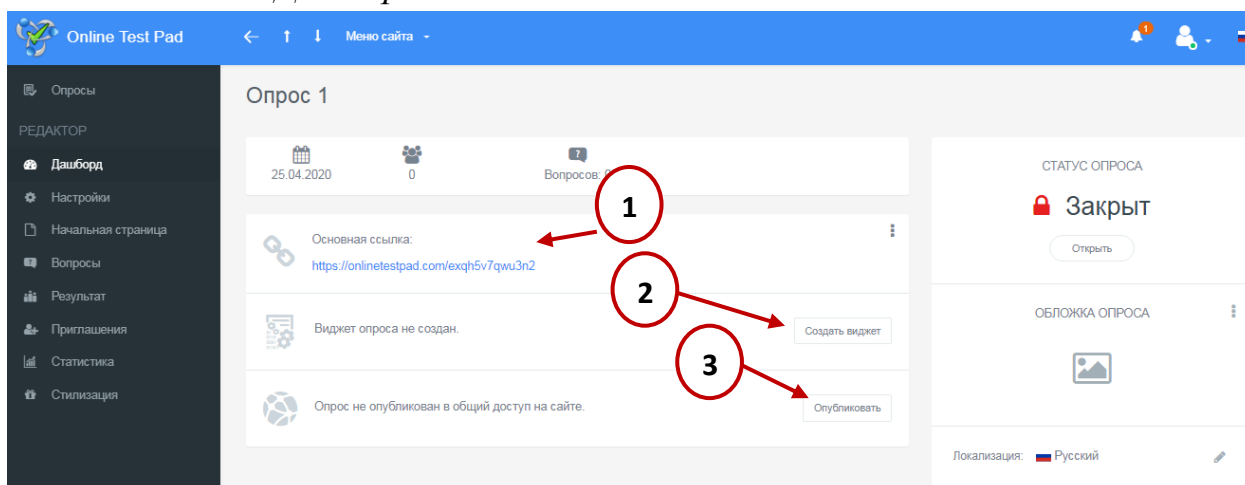 Online Test Pad
Меню сайта
1
Опросы
РЕДАКТОР
Дашборд
Настройки
Начальная страница
Вопросы
Результат
Приглашения
Статистика
Стилизация
Опрос 1
25.04.2020
0
Вопросов:
1
Основная ссылка:
https://onlinetestpad.com/exqh5v7qwu3n2
2
Виджет опроса не создан.
Создать виджет
3
Опрос не опубликован в общий доступ на сайте.
Опубликовать
СТАТУС ОПРОСА
Закрыт
Открыть
ОБЛОЖКА ОПРОСА
Локализация: Русский